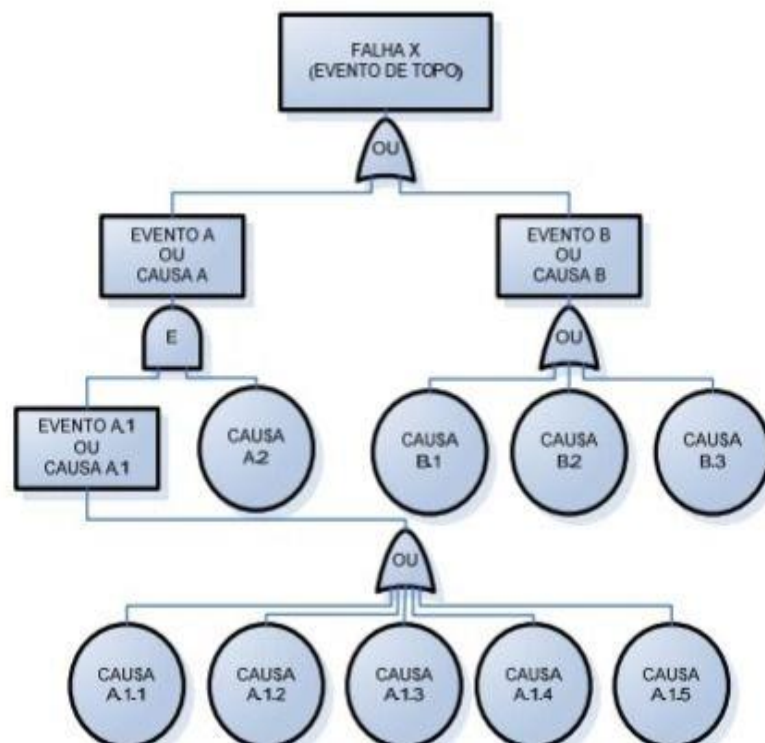 FALHA X
(EVENTO DE TOPO)
OU
EVENTO A
OU
CAUSA A
EVENTO B
OU
CAUSA B
E
OU
EVENTO A.1
OU
CAUSA A.1
CAUSA
A.2
CAUSA
B.1
CAUSA
B.2
CAUSA
B.3
OU
CAUSA
A.1.1
CAUSA
A.1.2
CAUSA
A.1.3
CAUSA
A.1.4
CAUSA
A.1.5